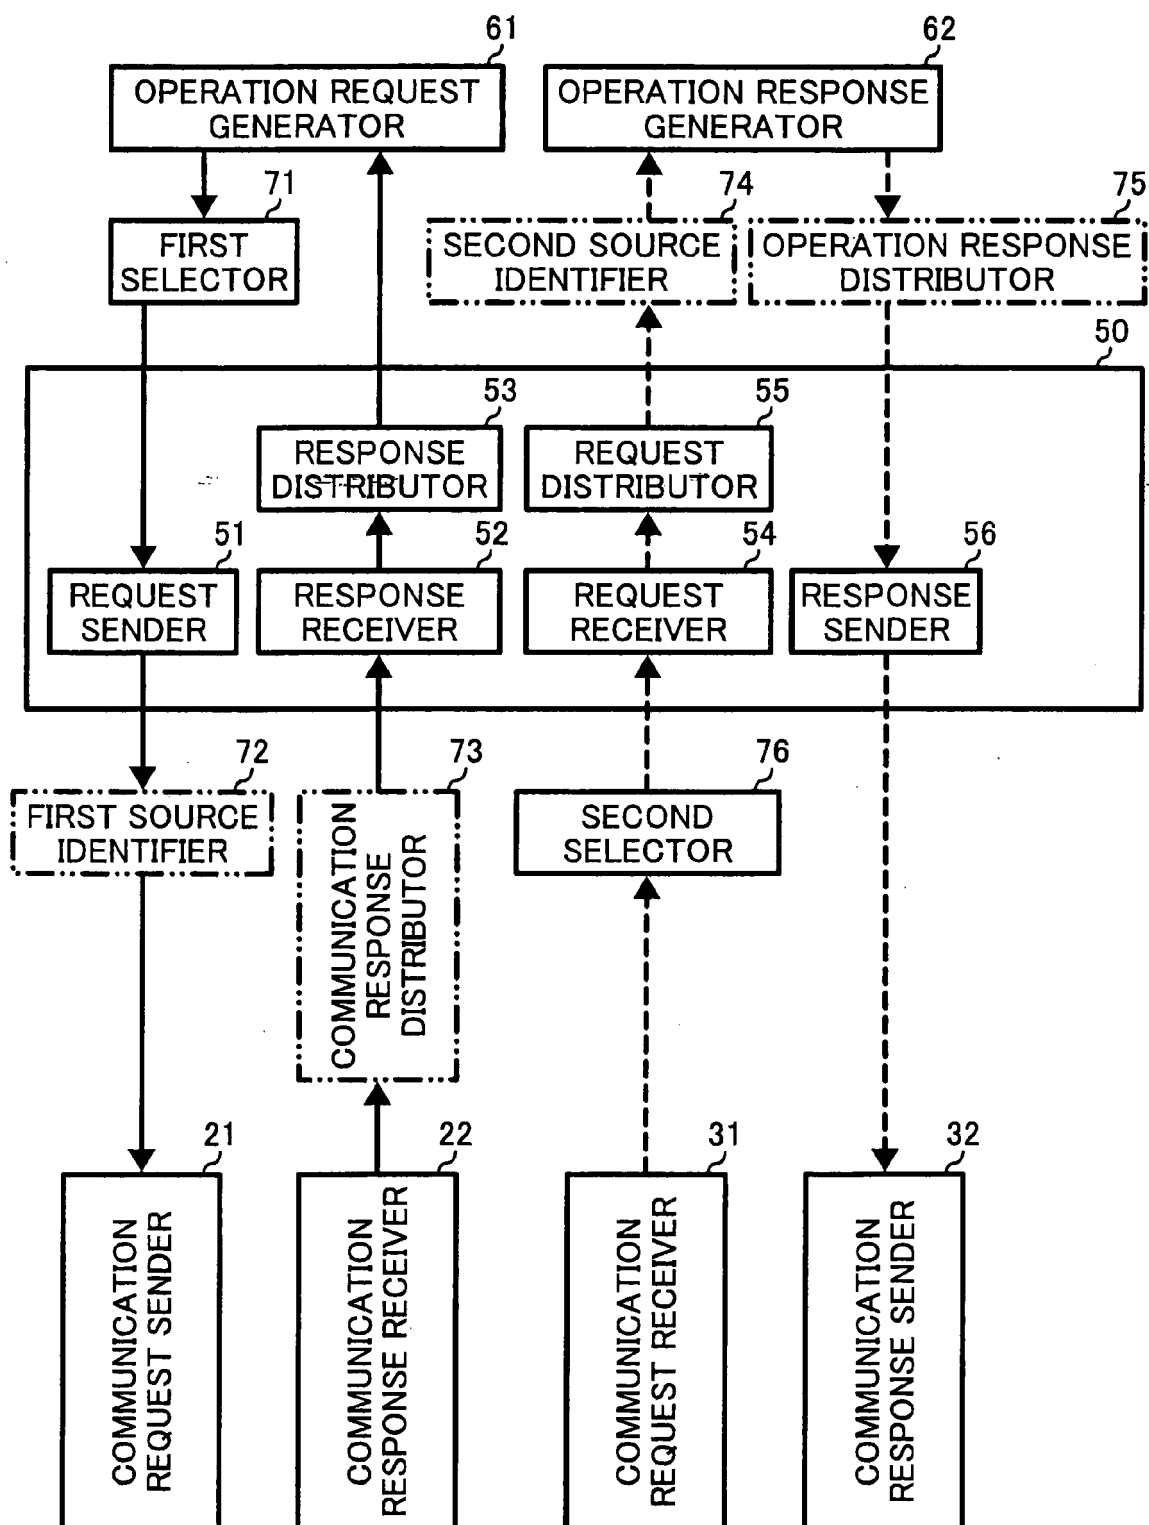 61
OPERATION REQUEST
GENERATOR
62
OPERATION RESPONSE
GENERATOR
71
FIRST
SELECTOR
74
SECOND SOURCE
IDENTIFIER
75
OPERATION RESPONSE
DISTRIBUTOR
50
53
RESPONSE
DISTRIBUTOR
55
REQUEST
DISTRIBUTOR
51
REQUEST
SENDER
52
RESPONSE
RECEIVER
54
REQUEST
RECEIVER
56
RESPONSE
SENDER
72
FIRST SOURCE
IDENTIFIER
73
COMMUNICATION
RESPONSE
DISTRIBUTOR
76
SECOND
SELECTOR
21
COMMUNICATION
REQUEST SENDER
22
COMMUNICATION
RESPONSE RECEIVER
31
COMMUNICATION
REQUEST RECEIVER
32
COMMUNICATION
RESPONSE SENDER